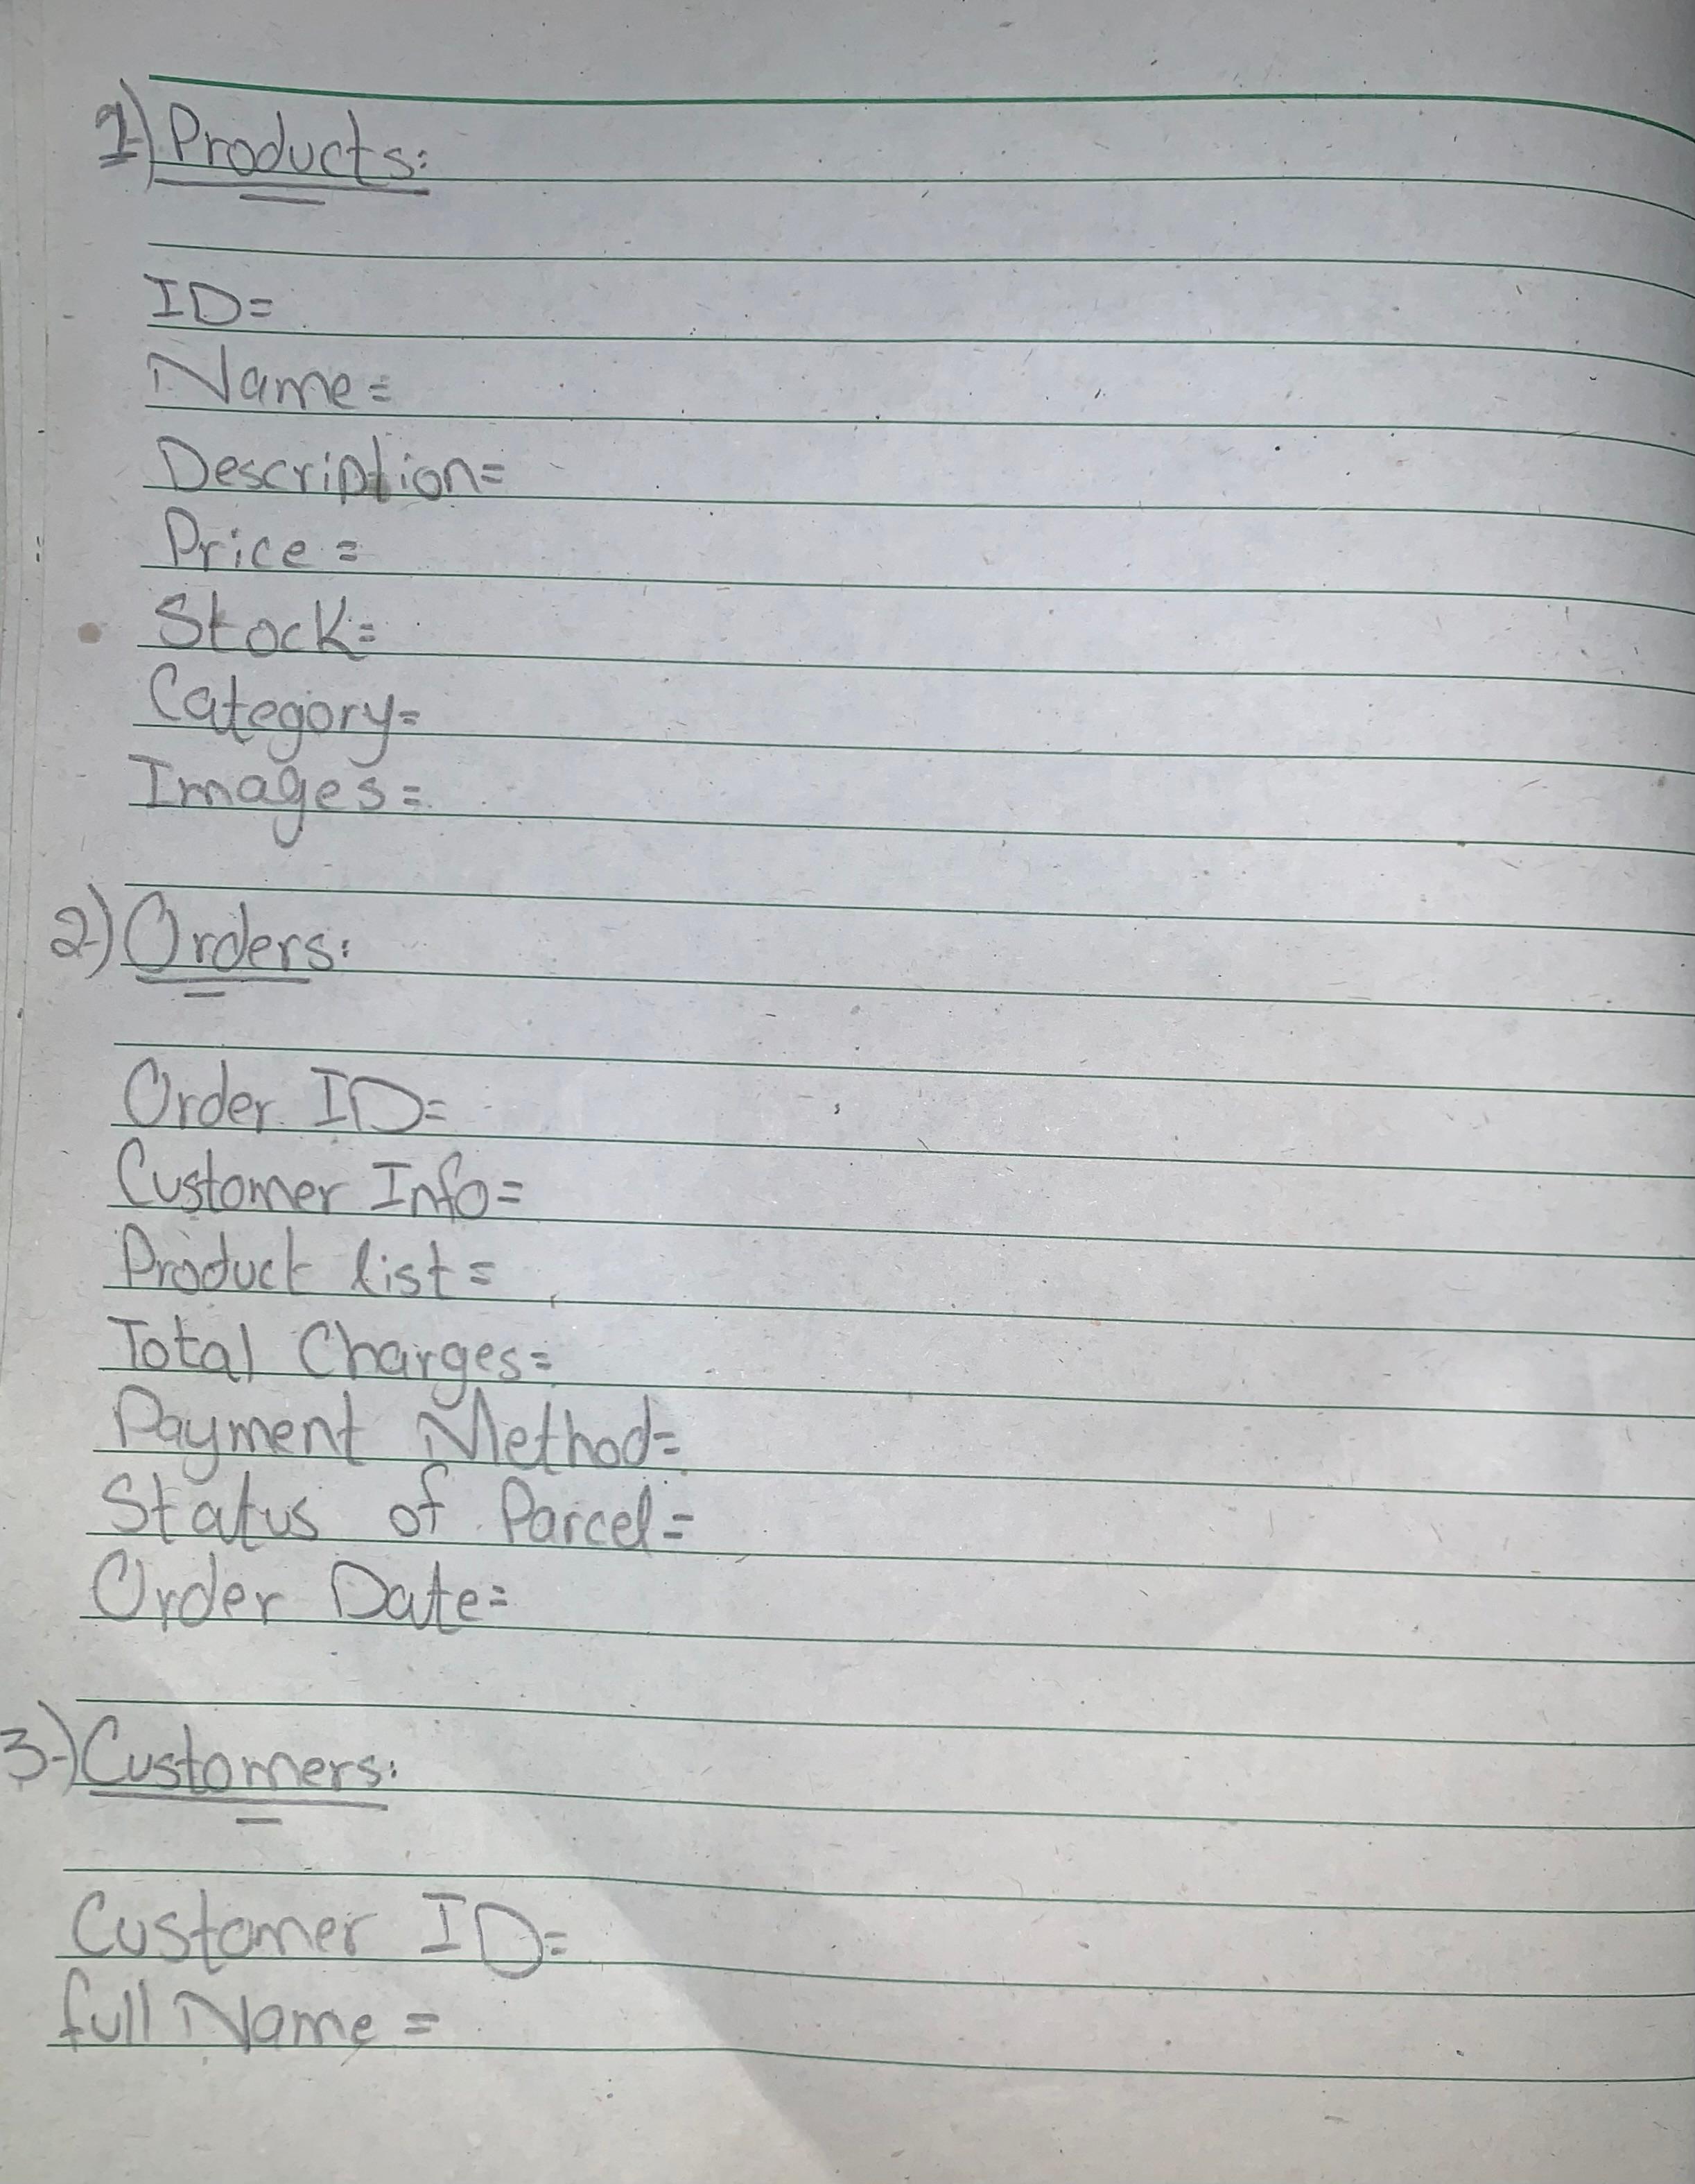 1) Products:
ID=
Name=
Description=
Price =
Stock=
Category=
Images=
2) Orders:
Order ID=
Customer Info=
Product list=
Total Charges=
Payment Method=
Status of Parcel=
Order Date=
3-) Customers:
Customer ID=
full Name =